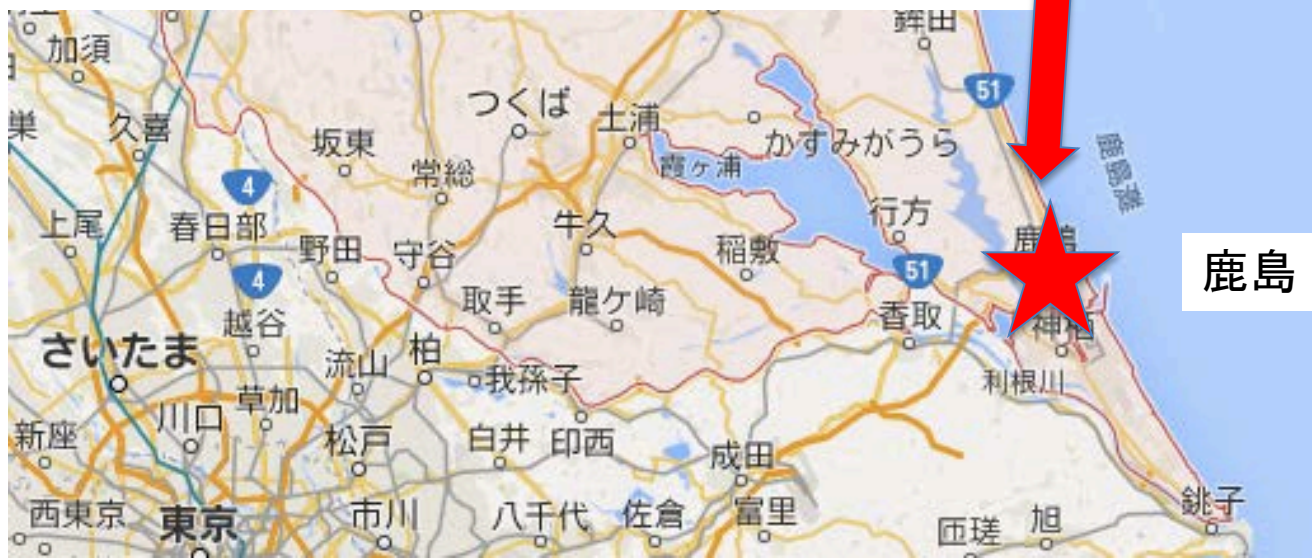 鉾田
加須
51
つくば
土浦
久喜
巣
坂東
かすみがうら
鹿島灘
霞ヶ浦
常総
4
行方
上尾
春日部
牛久
鹿嶋
野田
守谷
稲敷
51
鹿島
4
取手
龍ケ崎
香取
越谷
神栖
さいたま
柏
流山
我孫子
利根川
草加
川口
新座
松戸
白井
印西
成田
西東京
東京
市川
八千代
佐倉
富里
銚子
匝瑳
旭